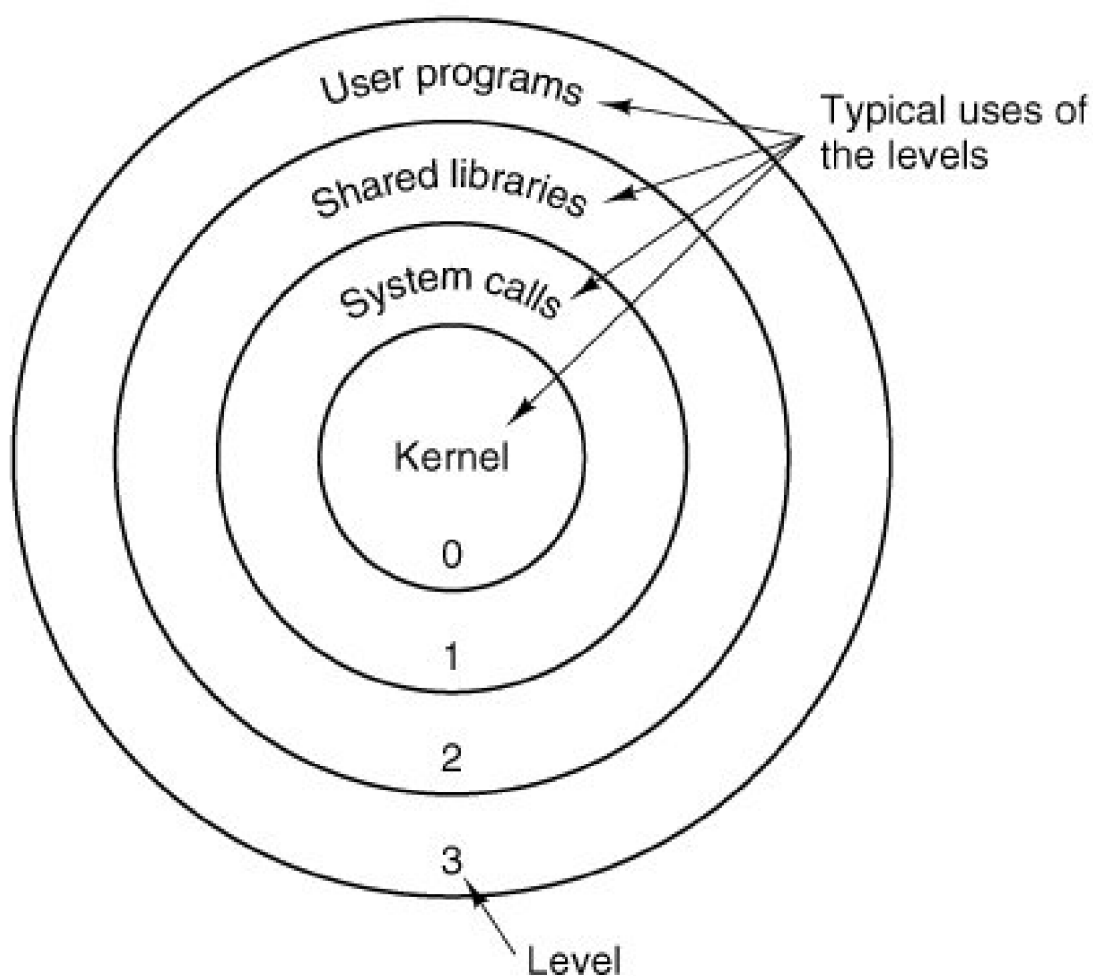 User programs
Typical uses of
the levels
Shared libraries
System calls
Kernel
0
1
2
3
Level